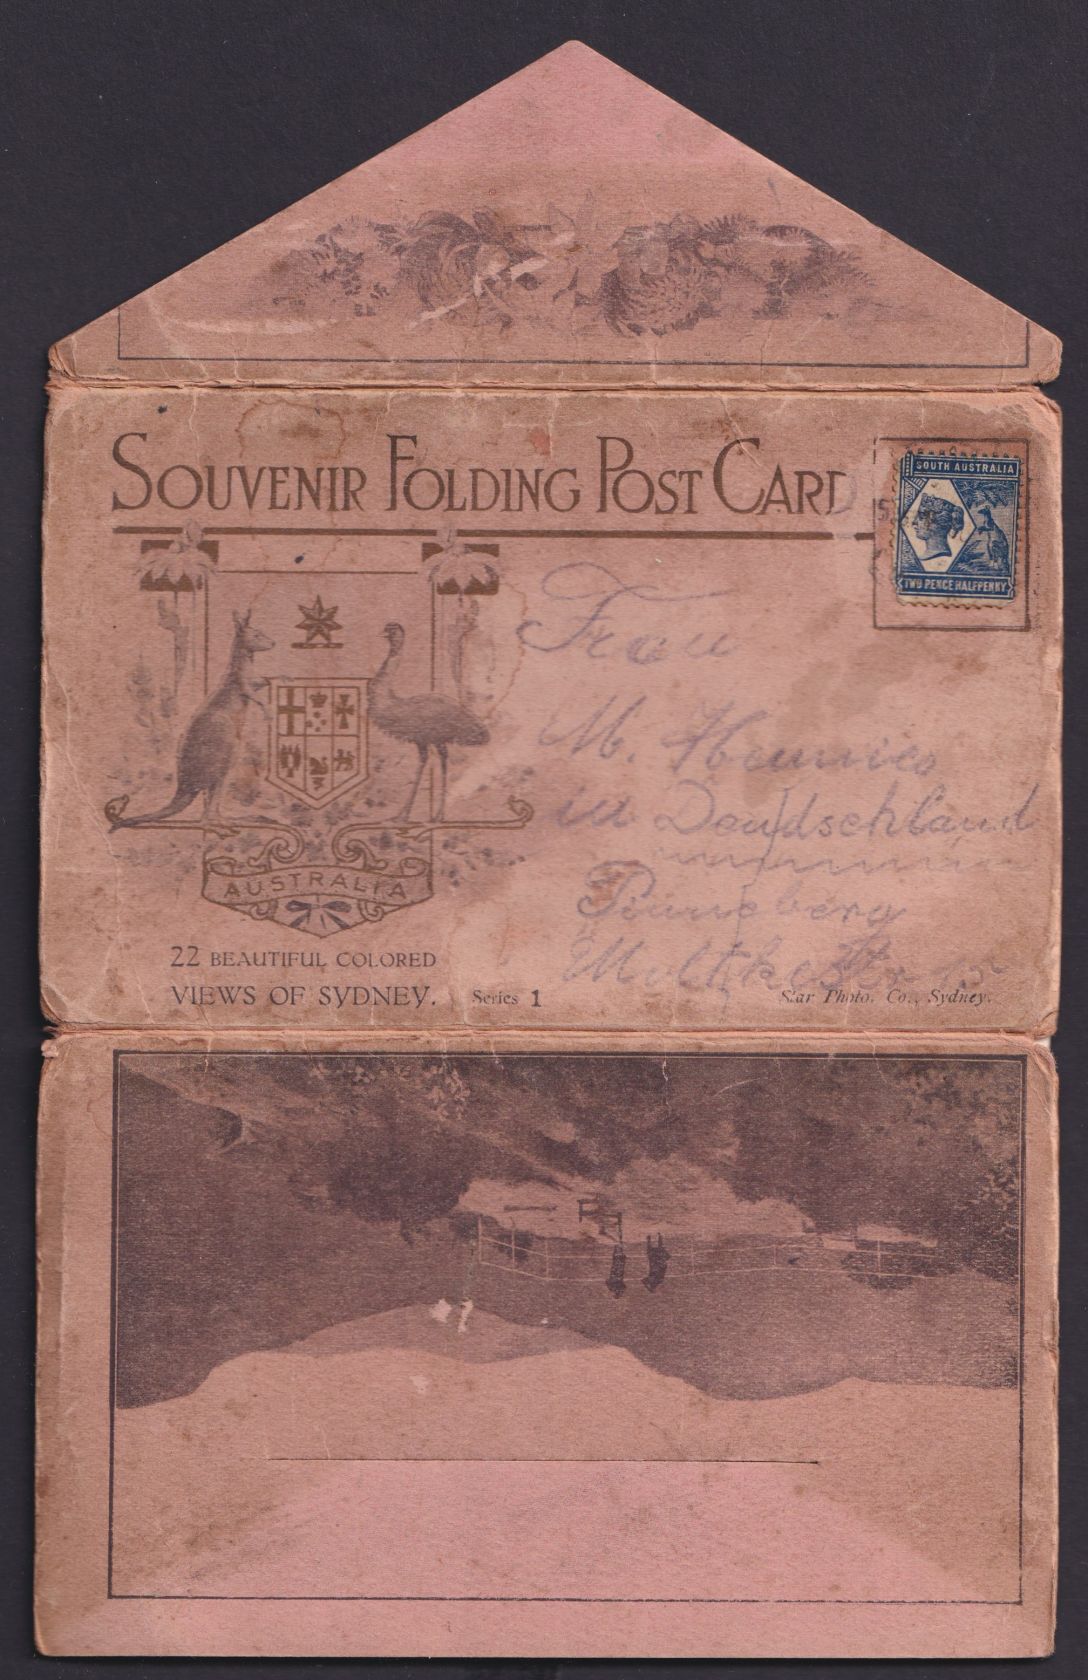 SOUVENIR FOLDING POST CARD
SOUTH AUSTRALIA
TWO PENCE HALFPENNY
Frau
M.
in Deudschland
AUSTRALIA
22 BEAUTIFUL COLORED
VIEWS OF SYDNEY. Series 1
Star Photo. Co., Sydney.